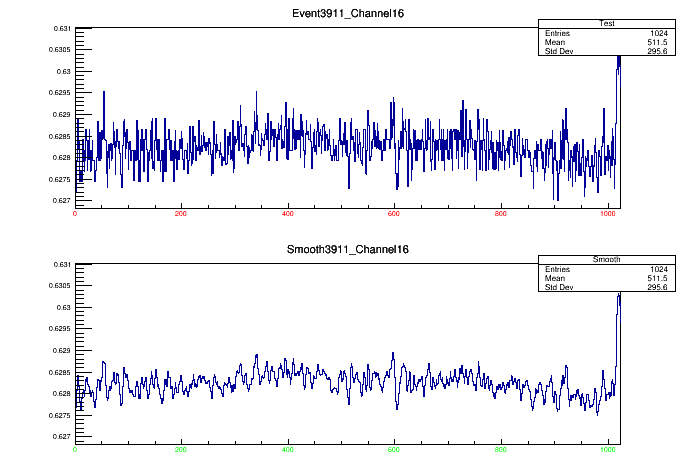 Event3911_Channel16
Test
Entries 1024
Mean 511.5
Std Dev 295.6
0.631
0.6305
0.63
0.6295
0.629
0.6285
0.628
0.6275
0.627
0 200 400 600 800 1000
Smooth3911_Channel16
Smooth
Entries 1024
Mean 511.5
Std Dev 295.6
0.631
0.6305
0.63
0.6295
0.629
0.6285
0.628
0.6275
0.627
0 200 400 600 800 1000